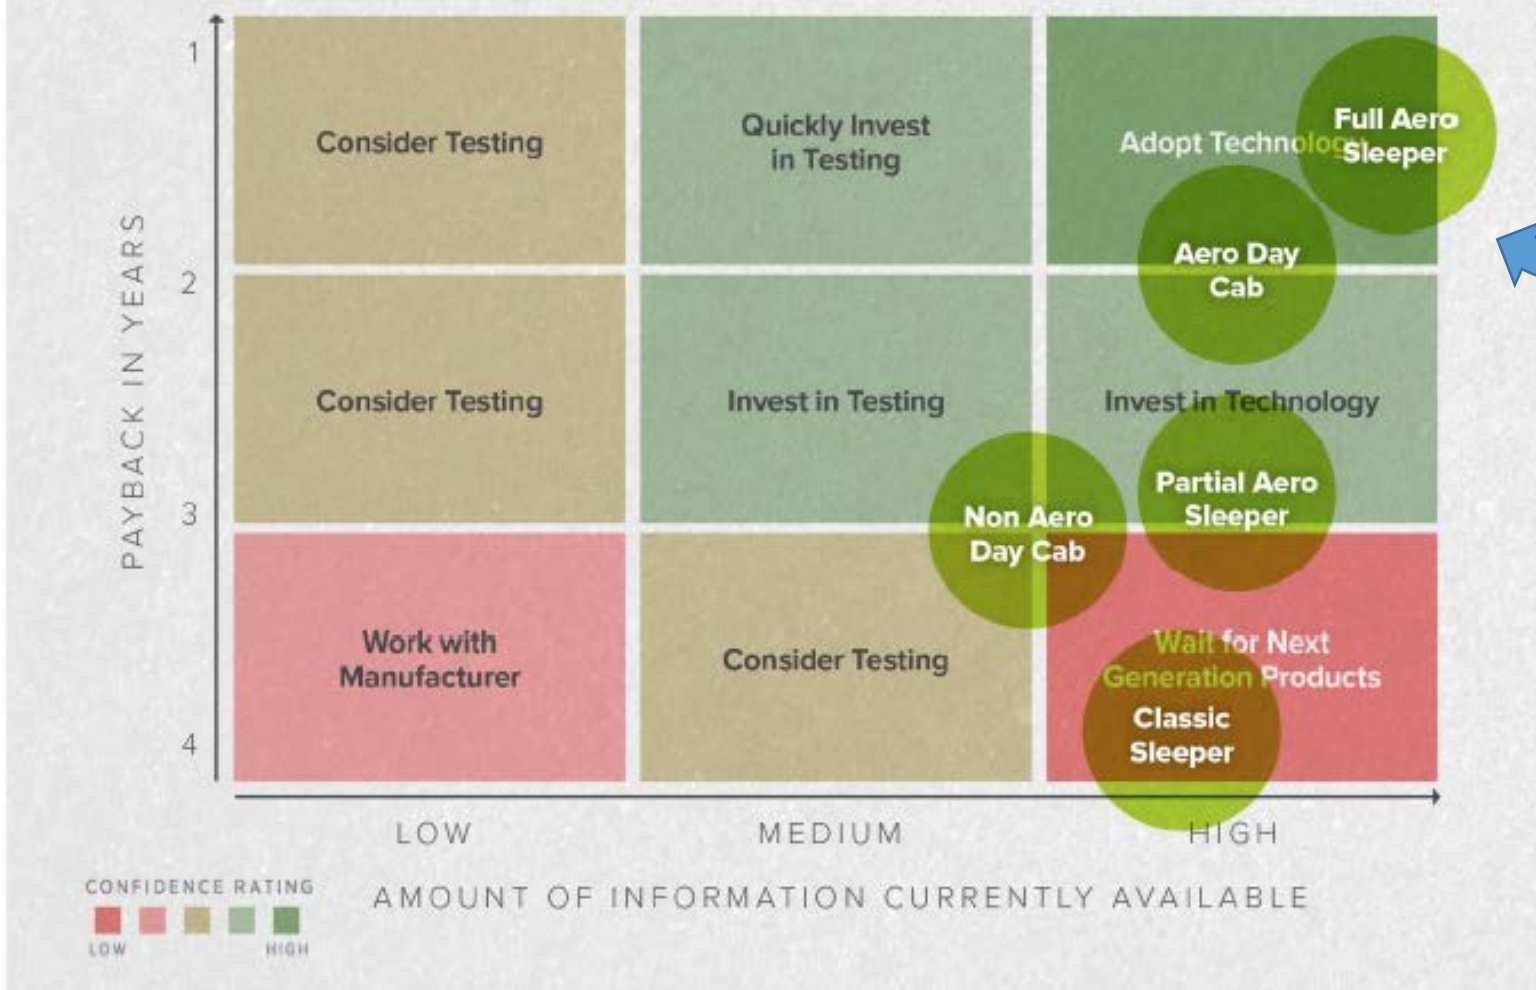 1
Consider Testing
Quickly Invest
in Testing
Adopt Technology
Full Aero
Sleeper
Aero Day
Cab
PAYBACK IN YEARS
2
Consider Testing
Invest in Testing
Invest in Technology
Partial Aero
Sleeper
3
Non Aero
Day Cab
Work with
Manufacturer
Consider Testing
Wait for Next
Generation Products
Classic
Sleeper
4
LOW
MEDIUM
HIGH
CONFIDENCE RATING
LOW
HIGH
AMOUNT OF INFORMATION CURRENTLY AVAILABLE